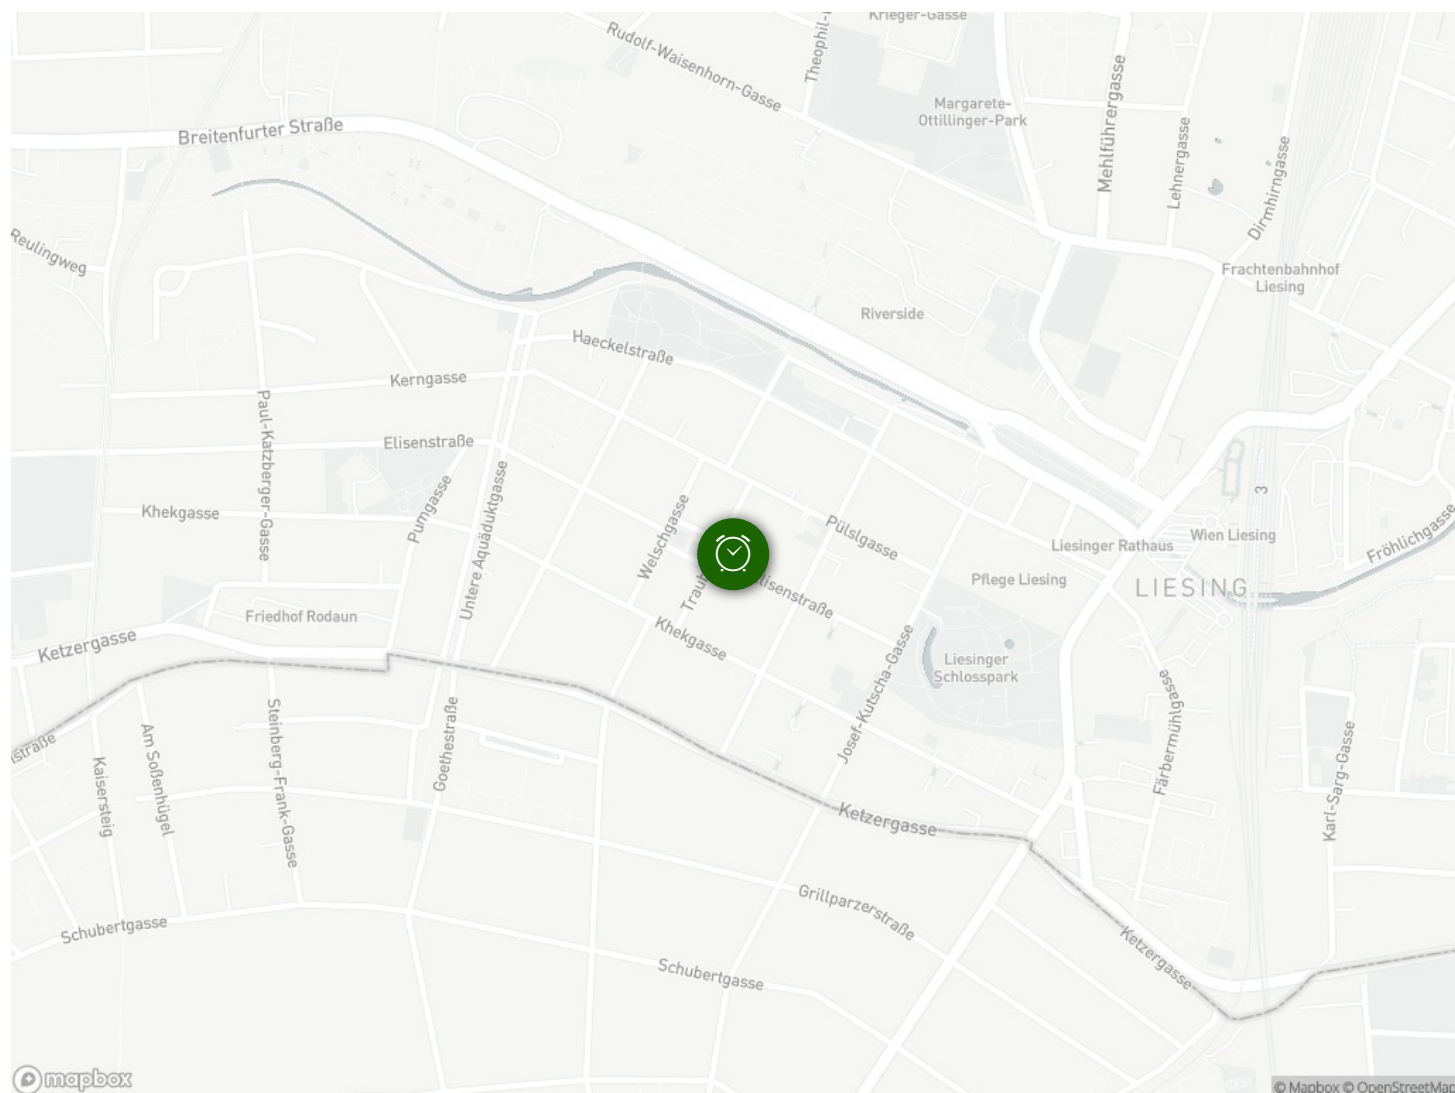 Krieger-Gasse
Rudolf-Waisenhorn-Gasse
Margarete-
Ottillinger-Park
Mehlführergasse
Lehnergasse
Dirmhirngasse
Breitenfurter Straße
Reulingweg
Frachtenbahnhof
Liesing
Riverside
Haeckelstraße
Kerngasse
Paul-Katzberger-Gasse
Elisenstraße
Khekgasse
Pumgasse
Untere Aquäduktgasse
Welschgasse
Pülslgasse
3
Liesinger Rathaus
Wien Liesing
Fröhlichgasse
Pflege Liesing
LIESING
Friedhof Rodaun
Khekgasse
Ketzergasse
Josef-Kutscha-Gasse
Liesinger
Schlosspark
Färbermühlgasse
Steinberg-Frank-Gasse
Am Soßenhügel
Kaisersteig
Goethestraße
Karl-Sarg-Gasse
Ketzergasse
Grillparzerstraße
Schubertgasse
Ketzergasse
Schubertgasse
mapbox
© Mapbox © OpenStreetMap